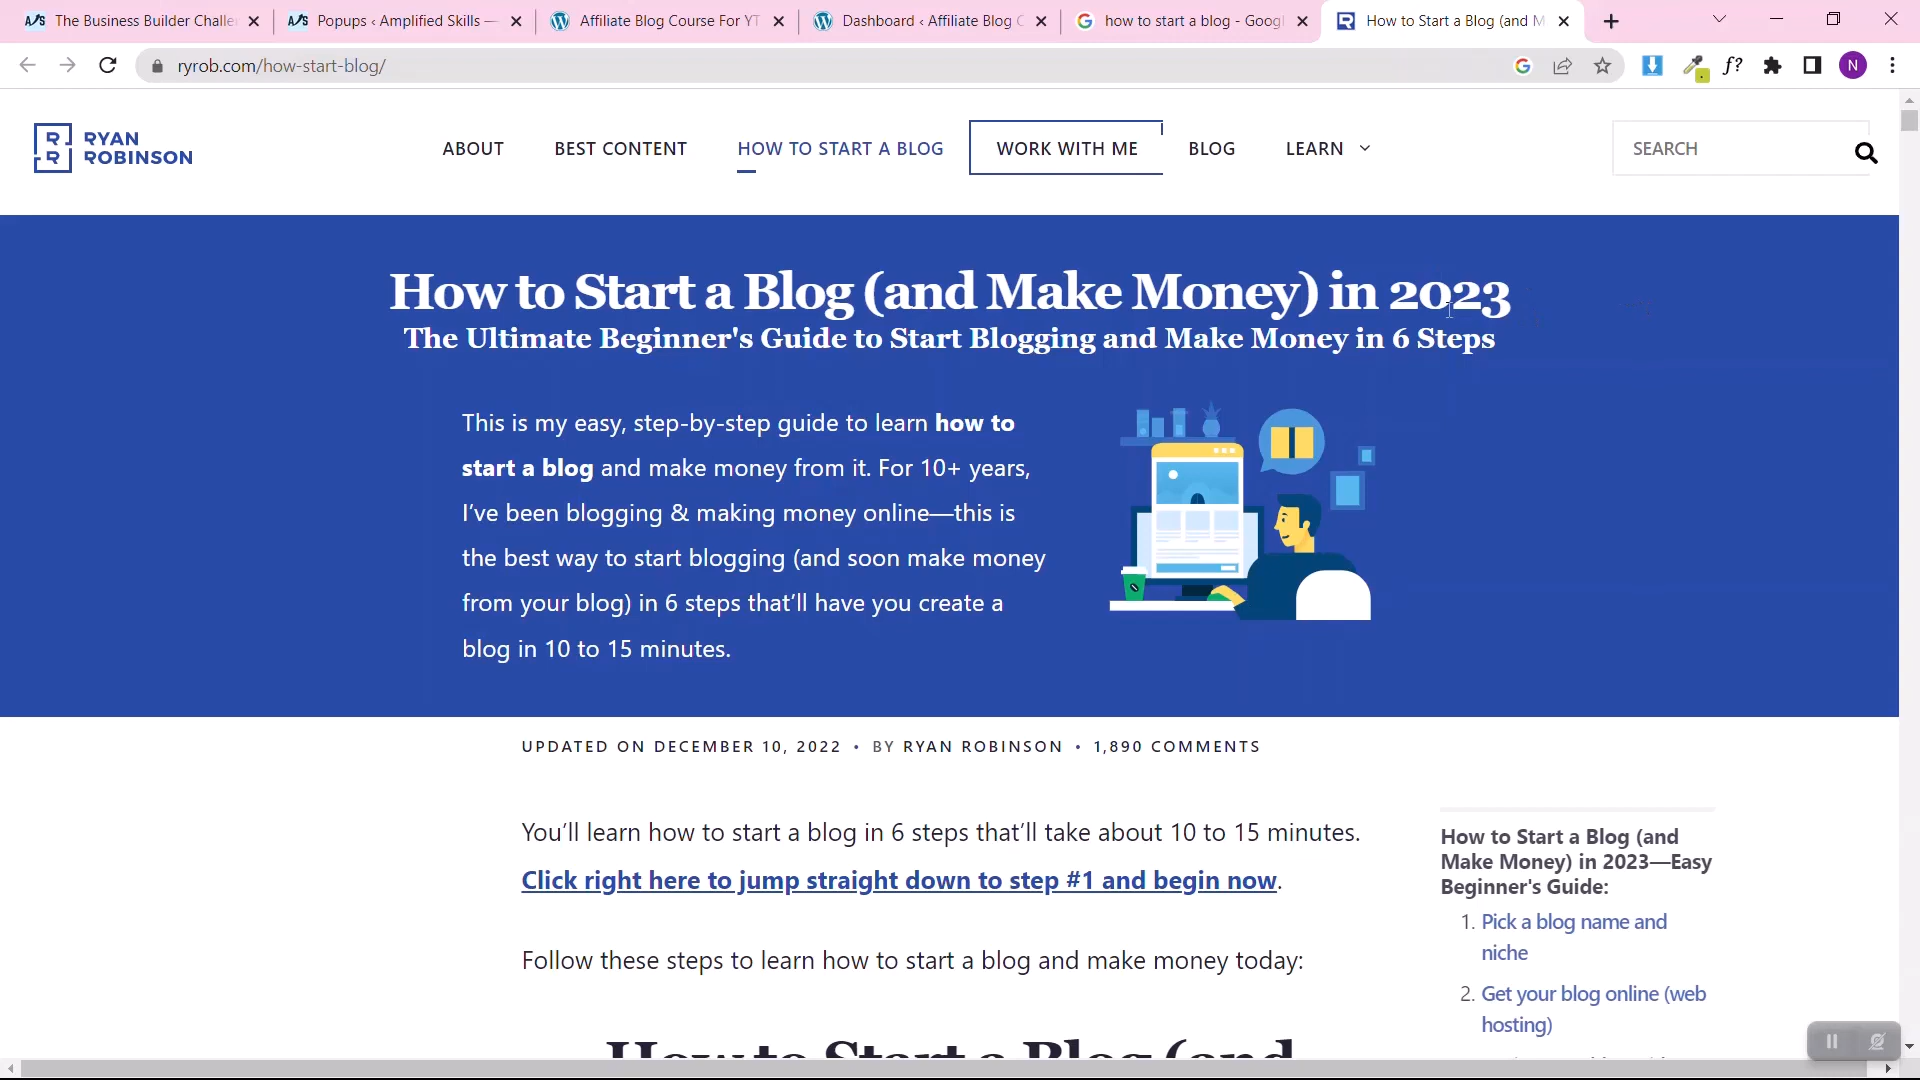 The Business Builder Challe
Popups ‹ Amplified Skills —
Affiliate Blog Course For YT
Dashboard ‹ Affiliate Blog C
how to start a blog - Googl
How to Start a Blog (and M
ryrob.com/how-start-blog/
f?
N
R
R
RYAN
ROBINSON
ABOUT
BEST CONTENT
HOW TO START A BLOG
WORK WITH ME
BLOG
LEARN
SEARCH
How to Start a Blog (and Make Money) in 2023
The Ultimate Beginner's Guide to Start Blogging and Make Money in 6 Steps
This is my easy, step-by-step guide to learn how to
start a blog and make money from it. For 10+ years,
I've been blogging & making money online—this is
the best way to start blogging (and soon make money
from your blog) in 6 steps that'll have you create a
blog in 10 to 15 minutes.
UPDATED ON DECEMBER 10, 2022 • BY RYAN ROBINSON • 1,890 COMMENTS
You'll learn how to start a blog in 6 steps that'll take about 10 to 15 minutes.
Click right here to jump straight down to step #1 and begin now.
Follow these steps to learn how to start a blog and make money today:
How to Start a Blog (and
How to Start a Blog (and
Make Money) in 2023—Easy
Beginner's Guide:
1. Pick a blog name and
niche
2. Get your blog online (web
hosting)